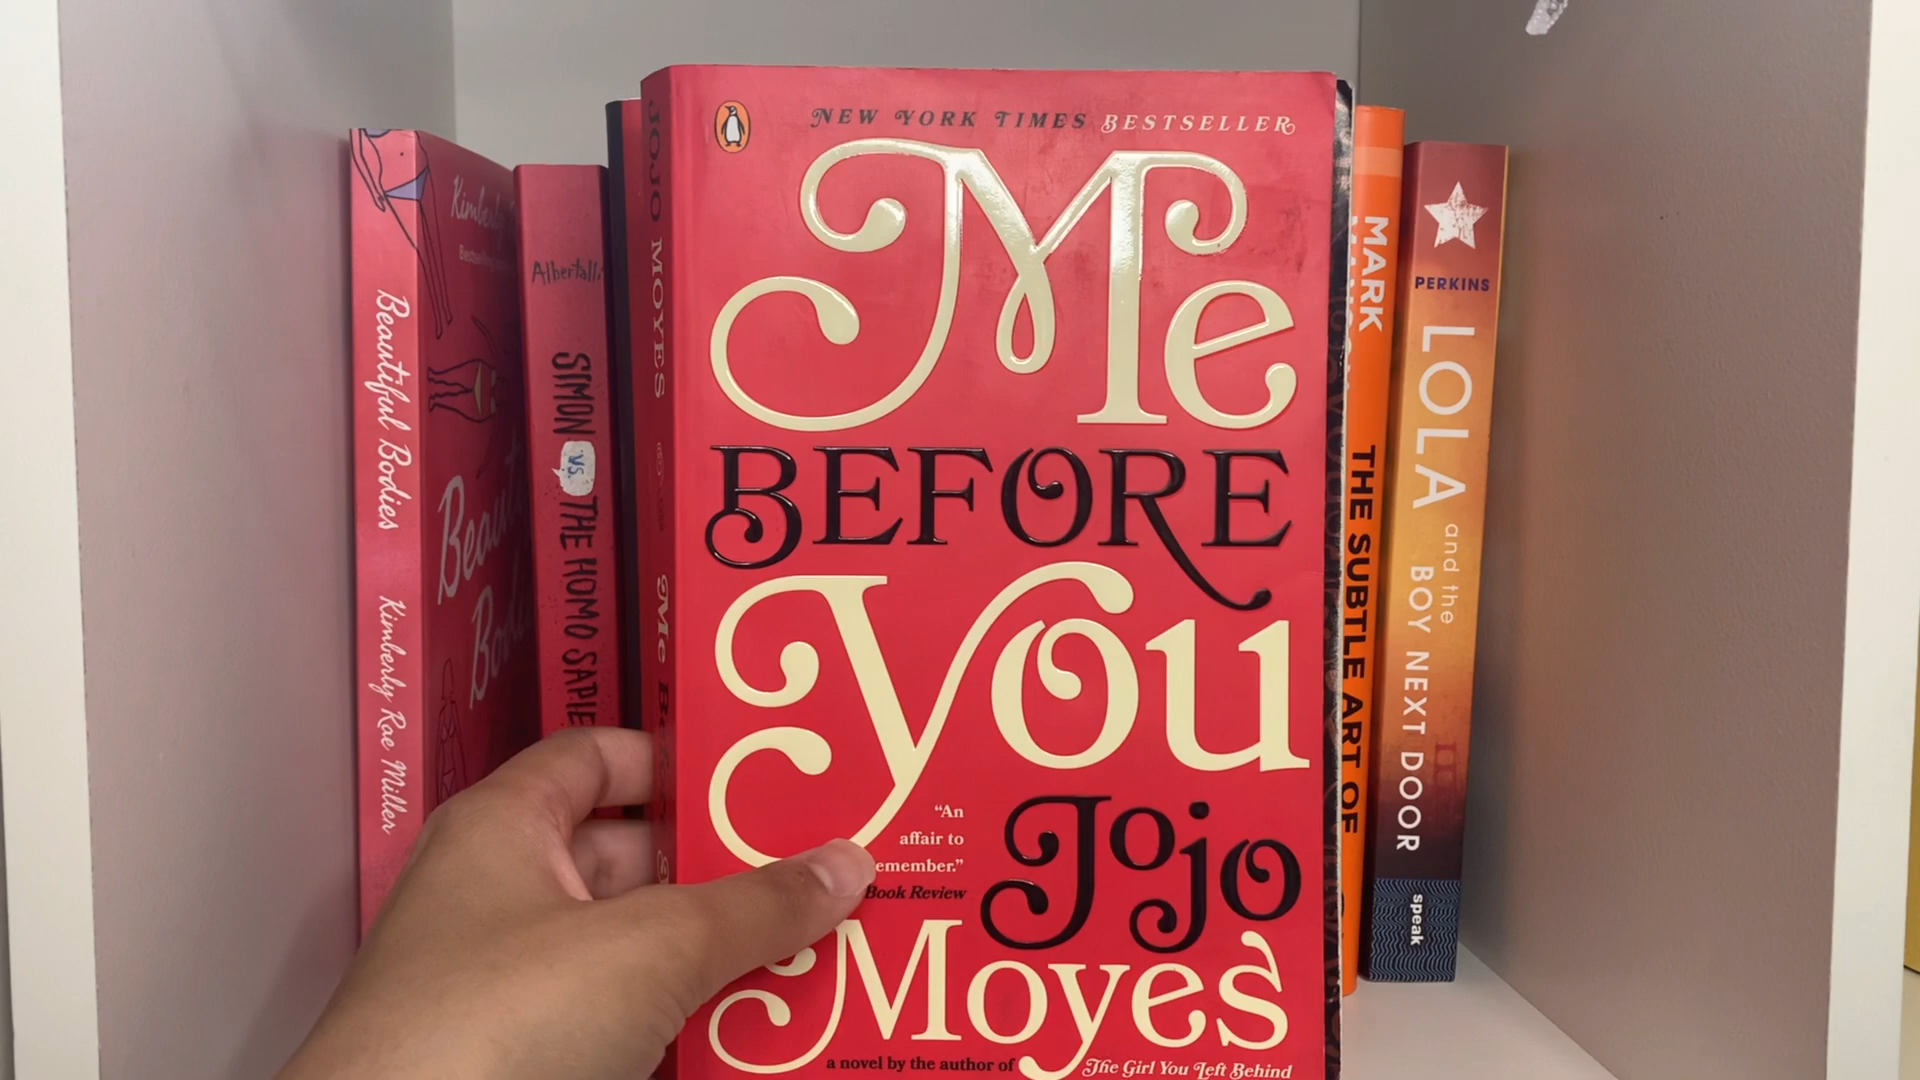 Beautiful Bodies
Kimberly Rae Miller
Kimberly
Albertalli
SIMON VS. THE HOMO
JOJO MOYES
Me
NEW YORK TIMES BESTSELLER
Me
BEFORE
you
"An
affair to
Book Review
Jojo
Moyes
a novel by the author of The Girl You Left Behind
MARK
THE SUBTLE ART OF
PERKINS
LOLA
and the
BOY NEXT DOOR
speak